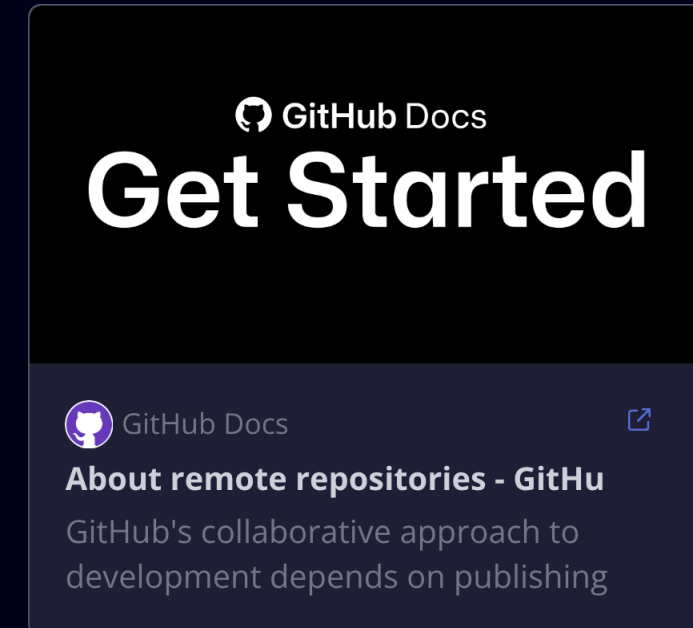 GitHub Docs
Get Started
GitHub Docs
About remote repositories - GitHu
GitHub's collaborative approach to
development depends on publishing